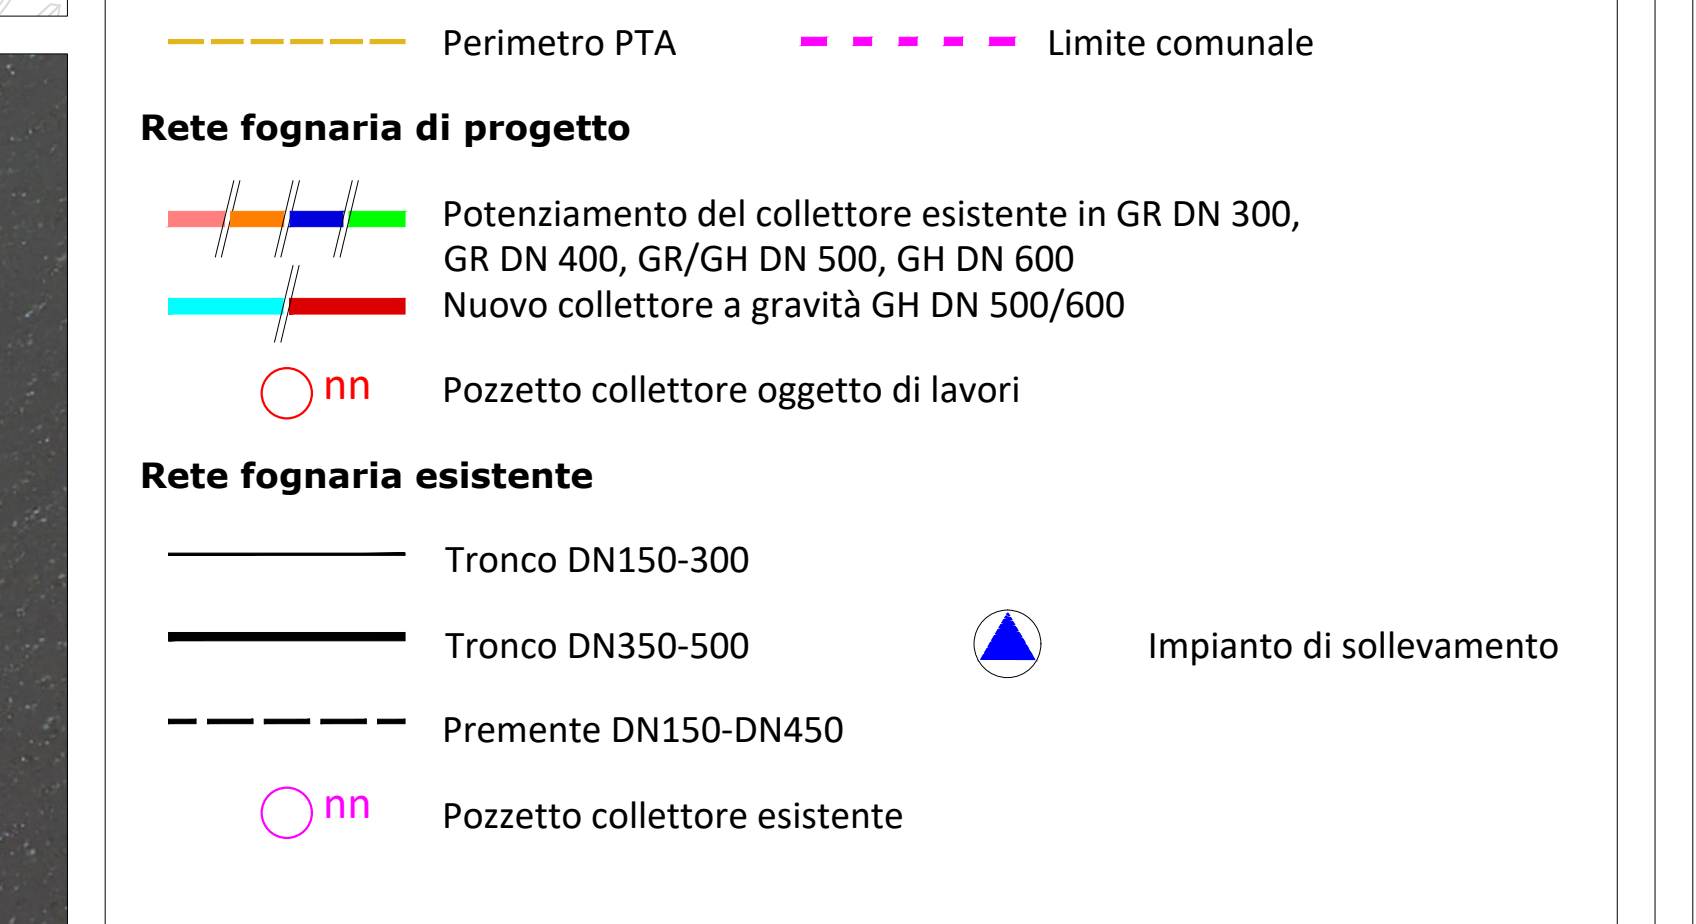 Perimetro PTA
Limite comunale
Rete fognaria di progetto
Potenziamento del collettore esistente in GR DN 300,
GR DN 400, GR/GH DN 500, GH DN 600
Nuovo collettore a gravità GH DN 500/600
nn
Pozzetto collettore oggetto di lavori
Rete fognaria esistente
Tronco DN150-300
Tronco DN350-500
Impianto di sollevamento
Premente DN150-DN450
nn
Pozzetto collettore esistente